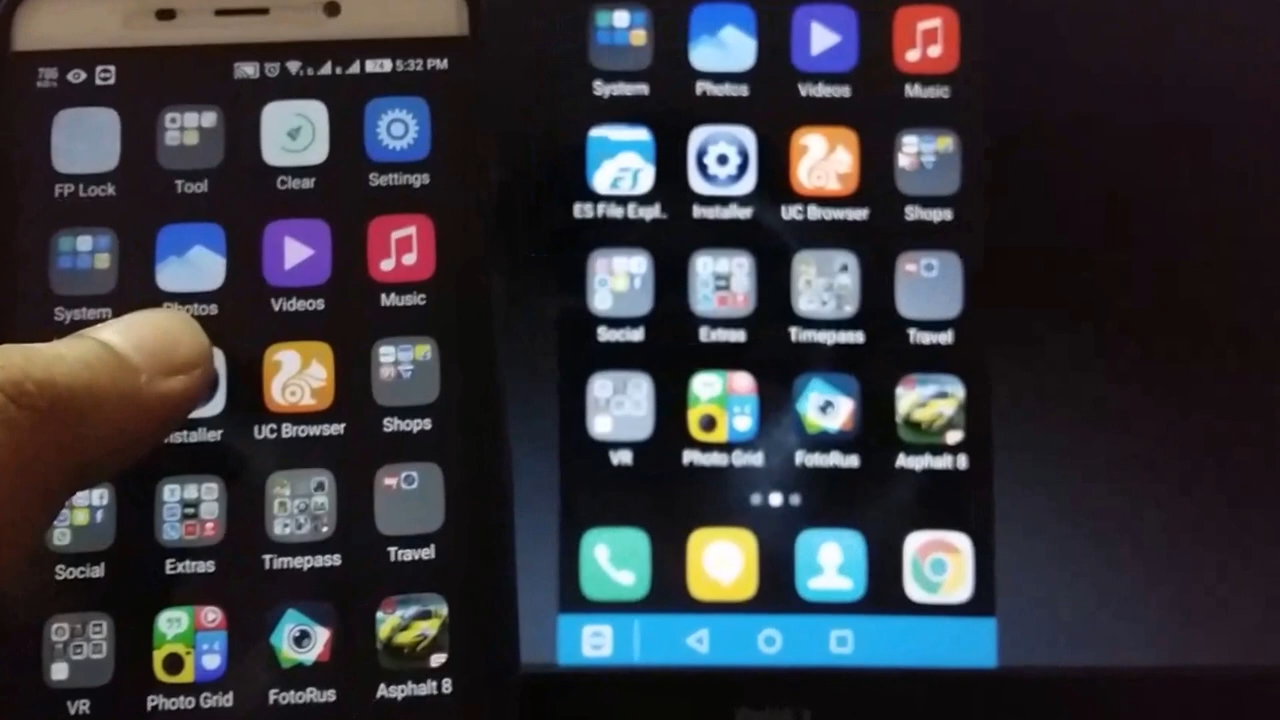 74 5:32 PM
FP Lock Tool Clear Settings
System Photos Videos Music
Installer UC Browser Shops
Social Extras Timepass Travel
VR Photo Grid FotoRus Asphalt 8
System Photos Videos Music
ES File Expl.. Installer UC Browser Shops
Social Extras Timepass Travel
VR Photo Grid FotoRus Asphalt 8